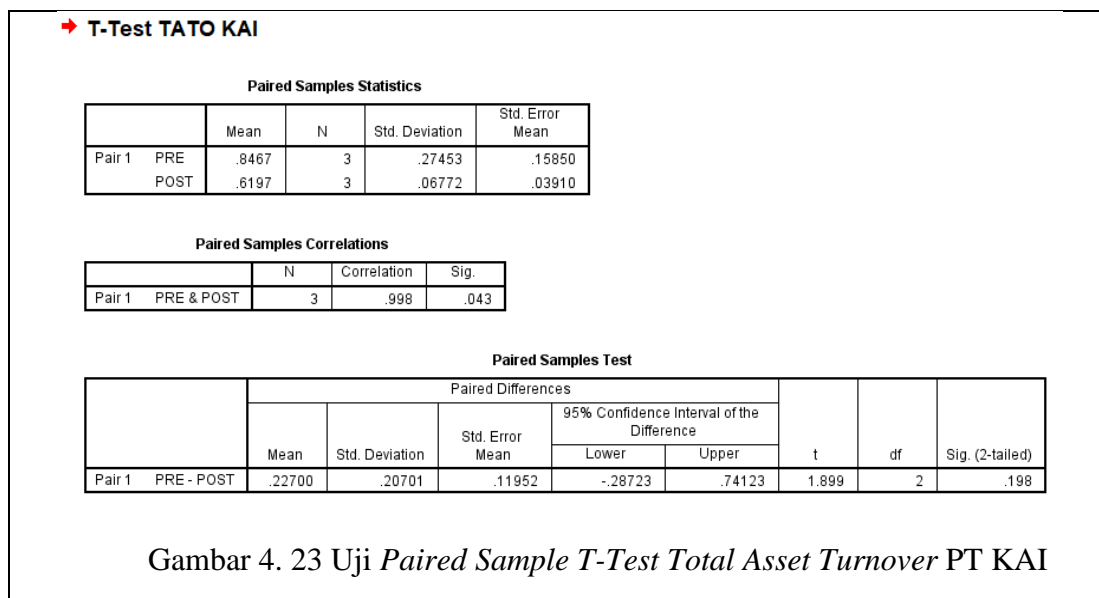 T-Test TATO KAI
Paired Samples Statistics
Mean N Std. Deviation Std. Error Mean
Pair 1 PRE .8467 3 .27453 .15850
POST .6197 3 .06772 .03910
Paired Samples Correlations
N Correlation Sig.
Pair 1 PRE & POST 3 .998 .043
Paired Samples Test
Paired Differences
95% Confidence Interval of the Difference
Mean Std. Deviation Std. Error Mean Lower Upper t df Sig. (2-tailed)
Pair 1 PRE - POST .22700 .20701 .11952 -.28723 .74123 1.899 2 .198
Gambar 4. 23 Uji Paired Sample T-Test Total Asset Turnover PT KAI